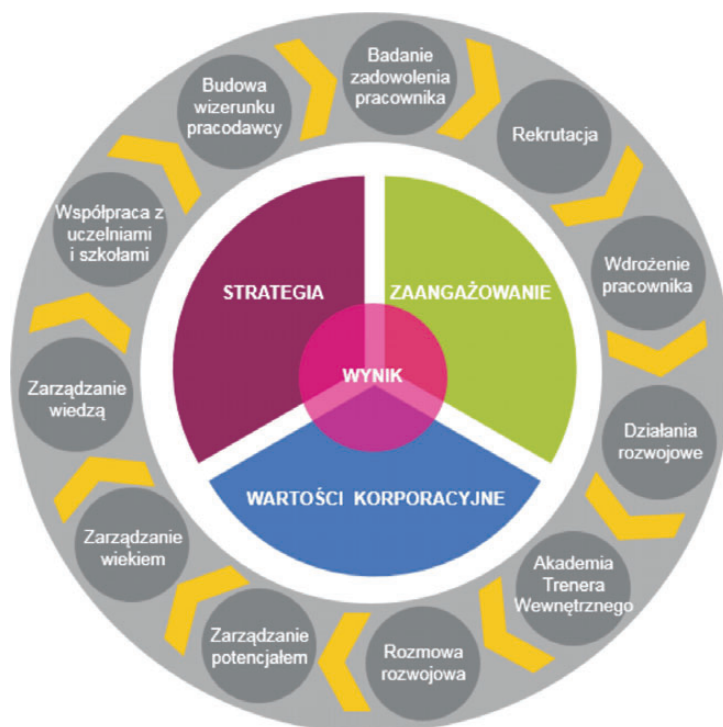 Badanie
zadowolenia
pracownika
Rekrutacja
Wdrożenie
pracownika
Działania
rozwojowe
Akademia
Trenera
Wewnętrznego
Rozmowa
rozwojowa
Zarządzanie
potencjałem
Zarządzanie
wiekiem
Zarządzanie
wiedzą
Współpraca z
uczelniami
i szkołami
Budowa
wizerunku
pracodawcy
STRATEGIA
ZAANGAŻOWANIE
WYNIK
WARTOŚCI KORPORACYJNE